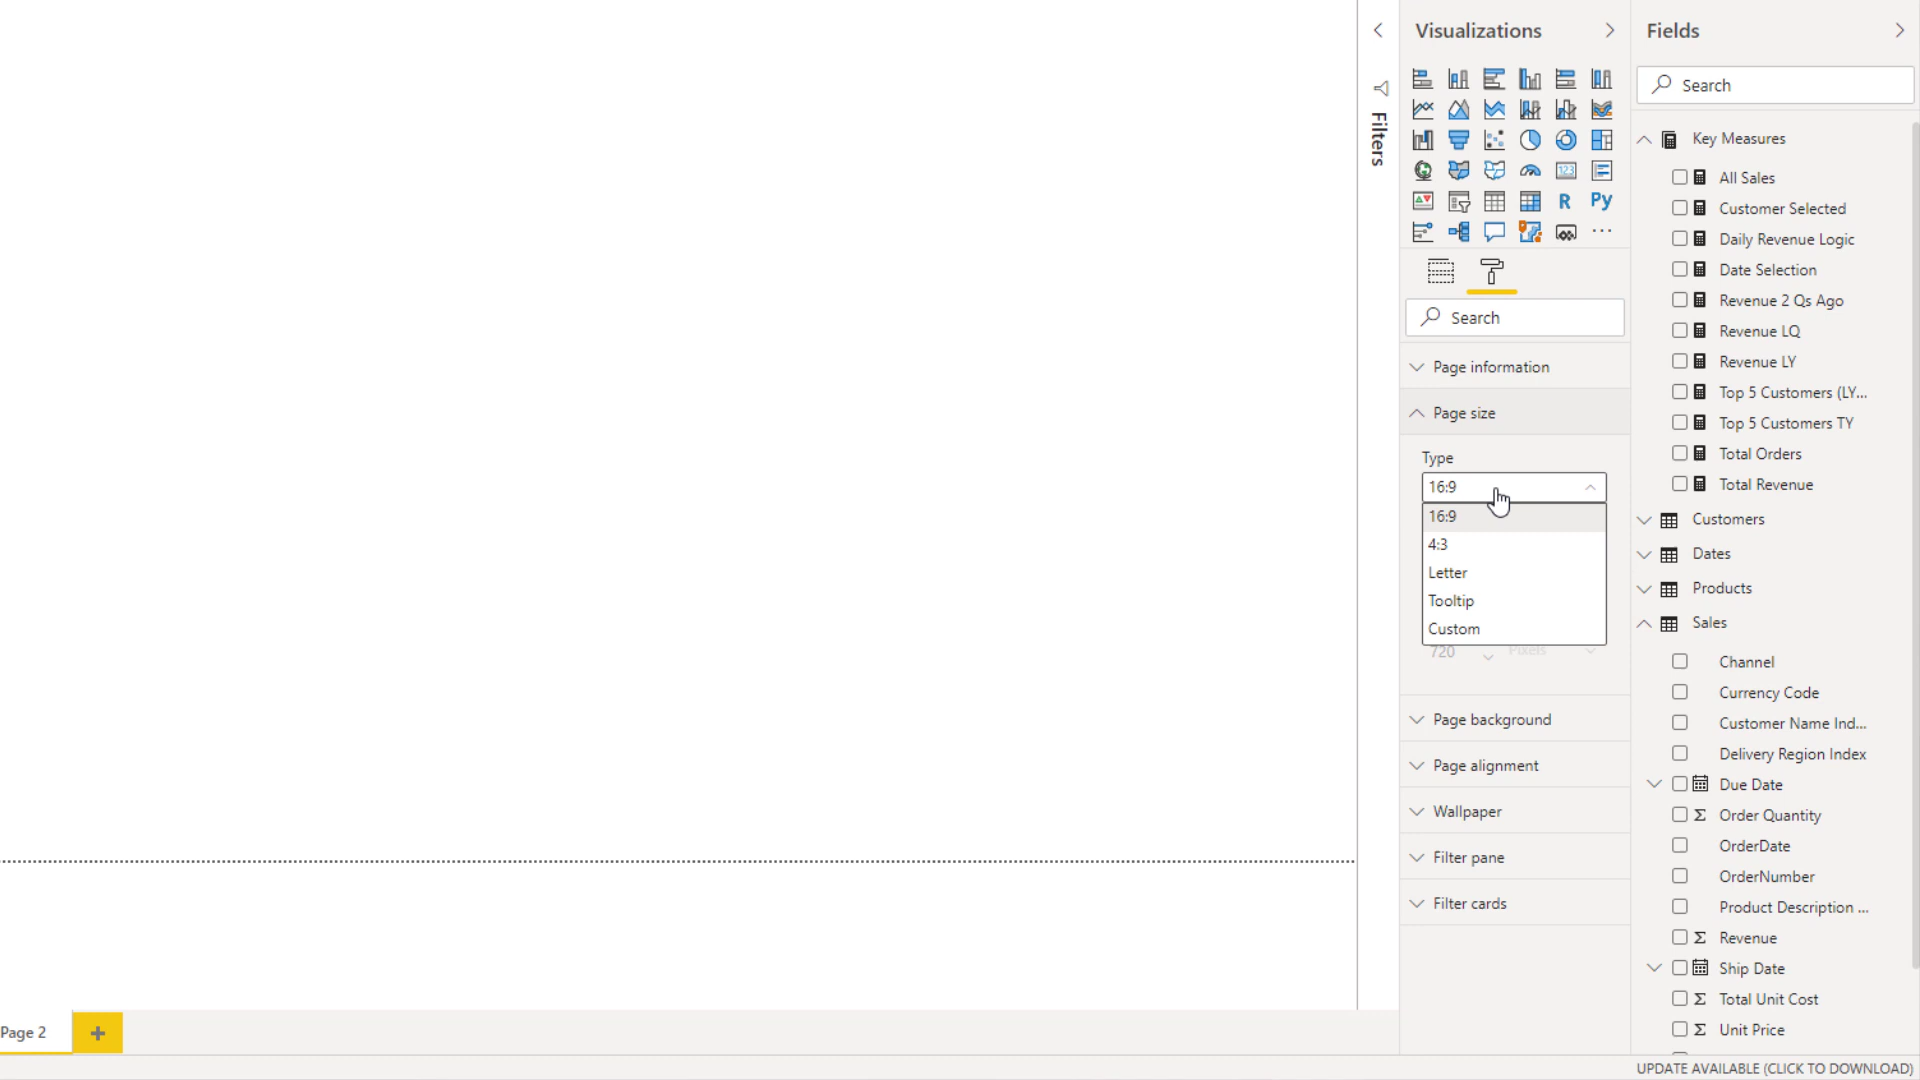 Filters
Visualizations
R
Py
123
...
Search
Page information
Page size
Type
16:9
16:9
4:3
Letter
Tooltip
Custom
720
Pixels
Page background
Page alignment
Wallpaper
Filter pane
Filter cards
Fields
Search
Key Measures
All Sales
Customer Selected
Daily Revenue Logic
Date Selection
Revenue 2 Qs Ago
Revenue LQ
Revenue LY
Top 5 Customers (LY...
Top 5 Customers TY
Total Orders
Total Revenue
Customers
Dates
Products
Sales
Channel
Currency Code
Customer Name Ind...
Delivery Region Index
Due Date
Σ Order Quantity
OrderDate
OrderNumber
Product Description ...
Σ Revenue
Ship Date
Σ Total Unit Cost
Σ Unit Price
Page 2
+
UPDATE AVAILABLE (CLICK TO DOWNLOAD)